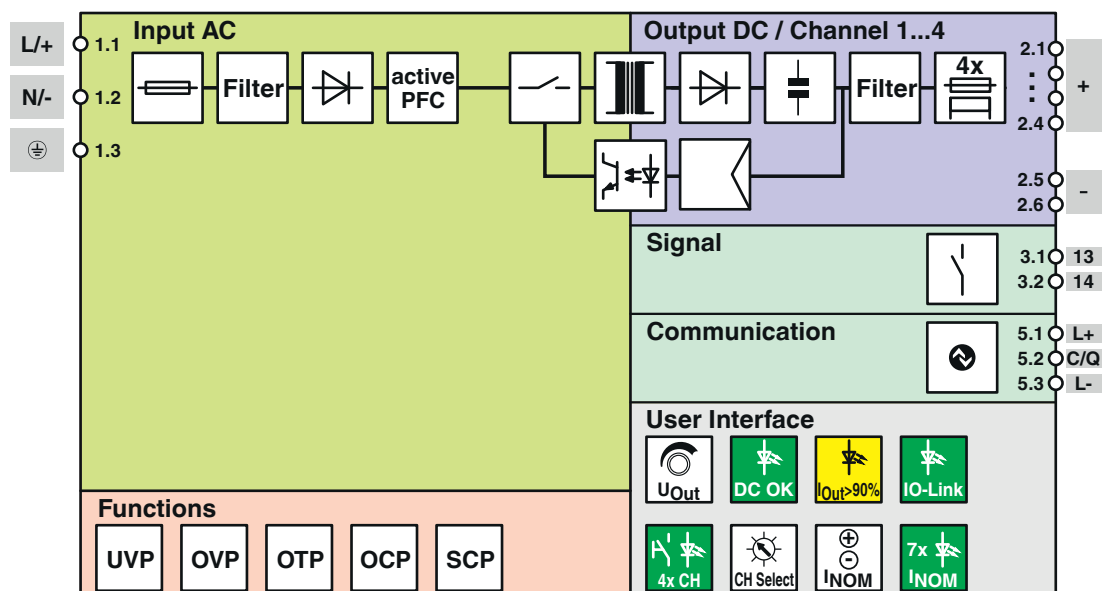 Input AC
Output DC / Channel 1...4
L/+
1.1
N/-
1.2
1.3
Filter
active
PFC
Filter
4x
2.1
2.4
+
2.5
2.6
-
Signal
3.1
13
3.2
14
Communication
5.1
L+
5.2
C/Q
5.3
L-
User Interface
UOut
DC OK
IOut>90%
IO-Link
4x CH
CH Select
INOM
7x
INOM
Functions
UVP
OVP
OTP
OCP
SCP